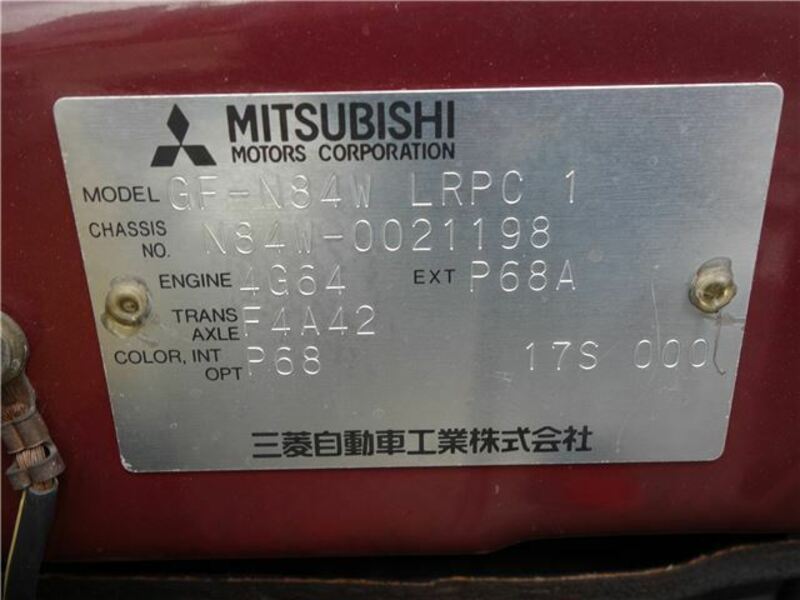 MITSUBISHI
MOTORS CORPORATION
MODEL GF-N84W LRPC 1
CHASSIS NO. N84W-0021198
ENGINE 4G64 EXT P68A
TRANS AXLE F4A42
COLOR, INT OPT P68 17S 000
三菱自動車工業株式会社